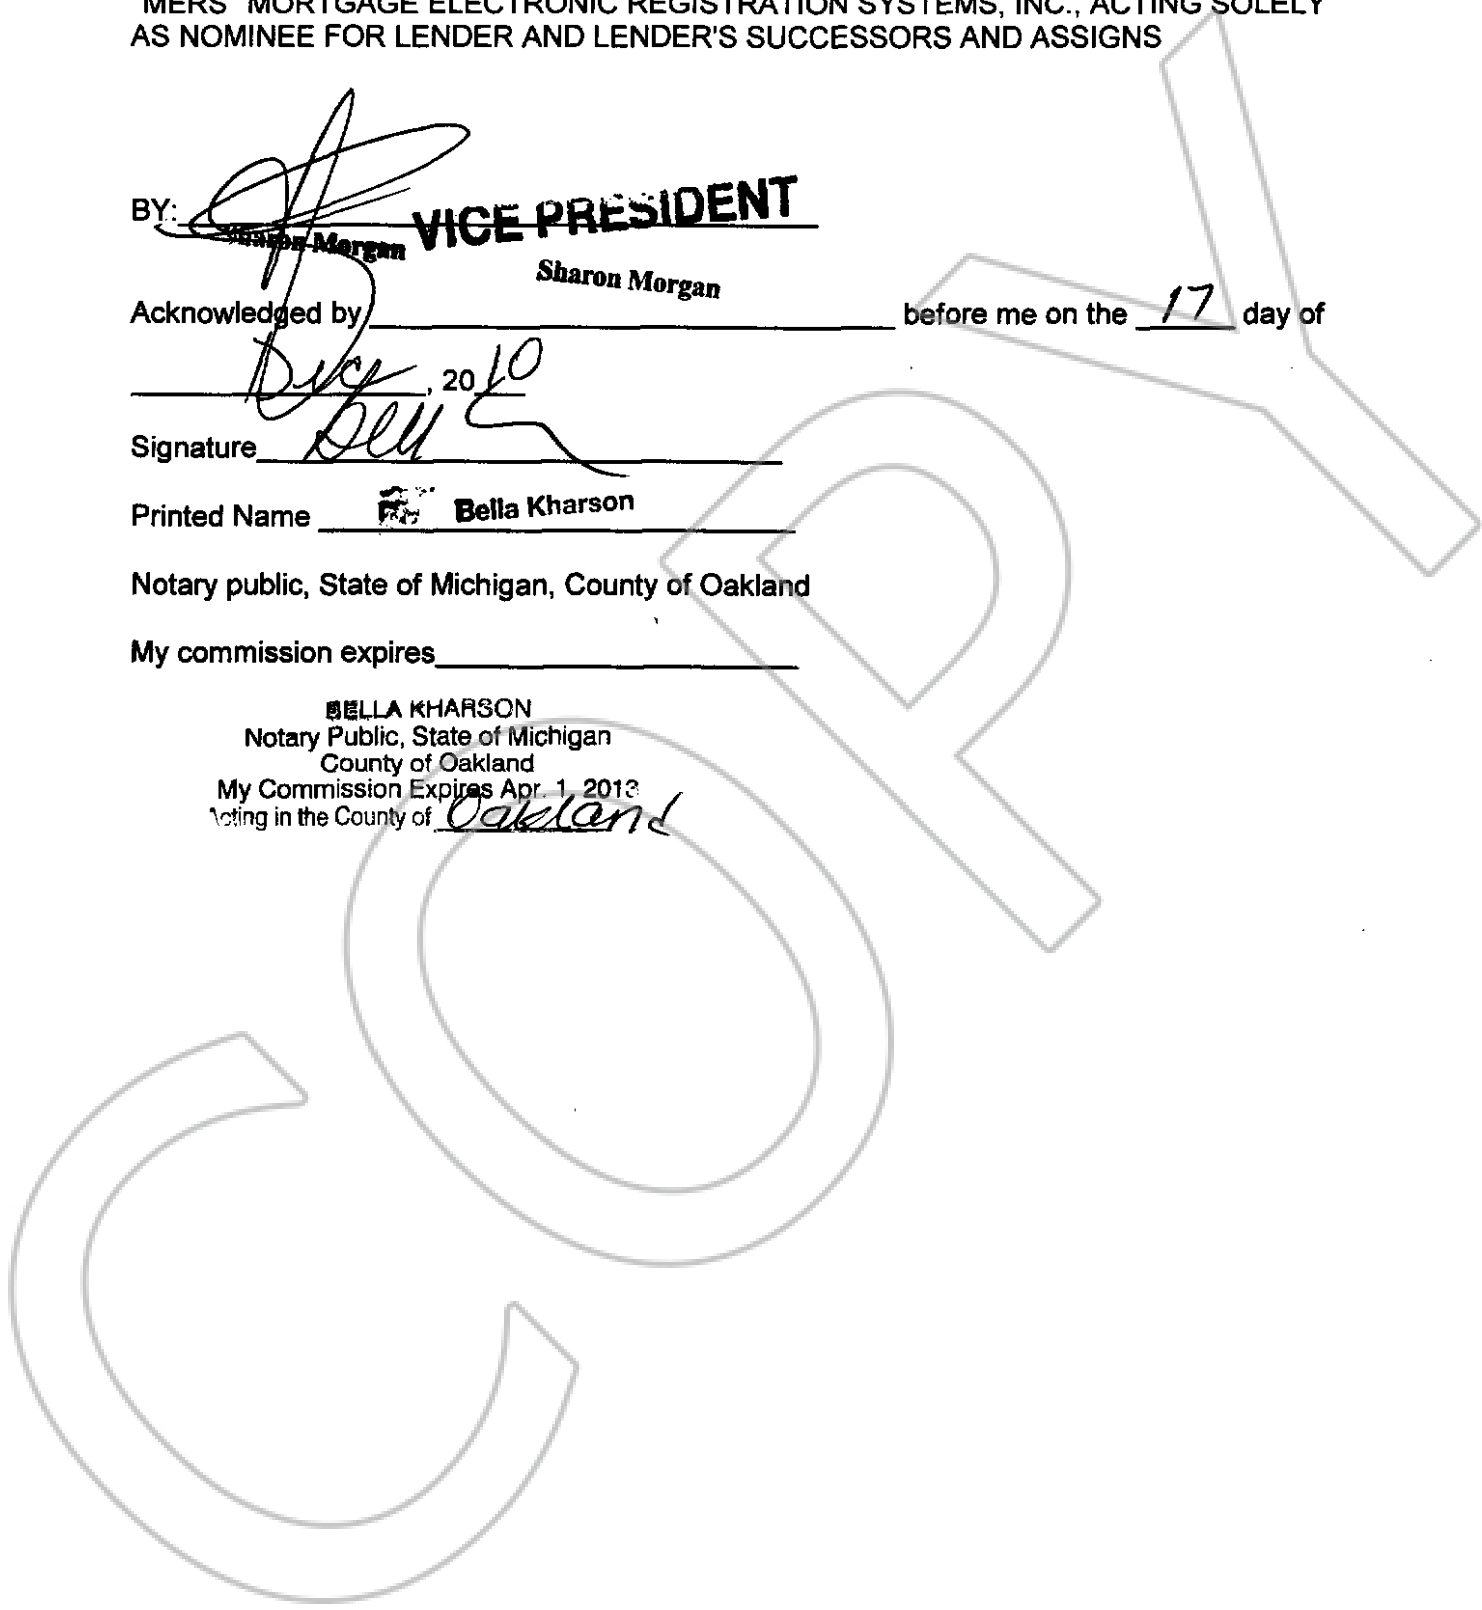 "MERS" MORTGAGE ELECTRONIC REGISTRATION SYSTEMS, INC., ACTING SOLELY
AS NOMINEE FOR LENDER AND LENDER'S SUCCESSORS AND ASSIGNS
BY: VICE PRESIDENT
Sharon Morgan
Sharon Morgan
Acknowledged by before me on the 17 day of
Dec, 20 10
Signature
Printed Name Bella Kharson
Notary public, State of Michigan, County of Oakland
My commission expires
BELLA KHARSON
Notary Public, State of Michigan
County of Oakland
My Commission Expires Apr. 1, 2013
Acting in the County of Oakland
COPY